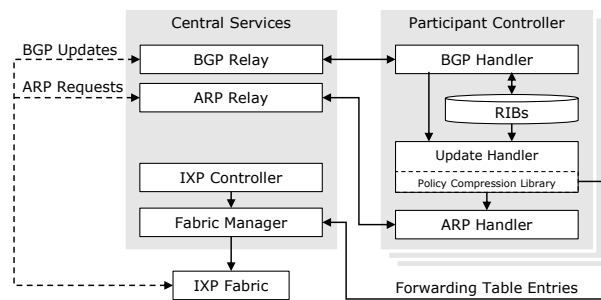 Central Services
Participant Controller
BGP Updates
BGP Relay
BGP Handler
ARP Requests
ARP Relay
RIBs
Update Handler
IXP Controller
Policy Compression Library
Fabric Manager
ARP Handler
IXP Fabric
Forwarding Table Entries